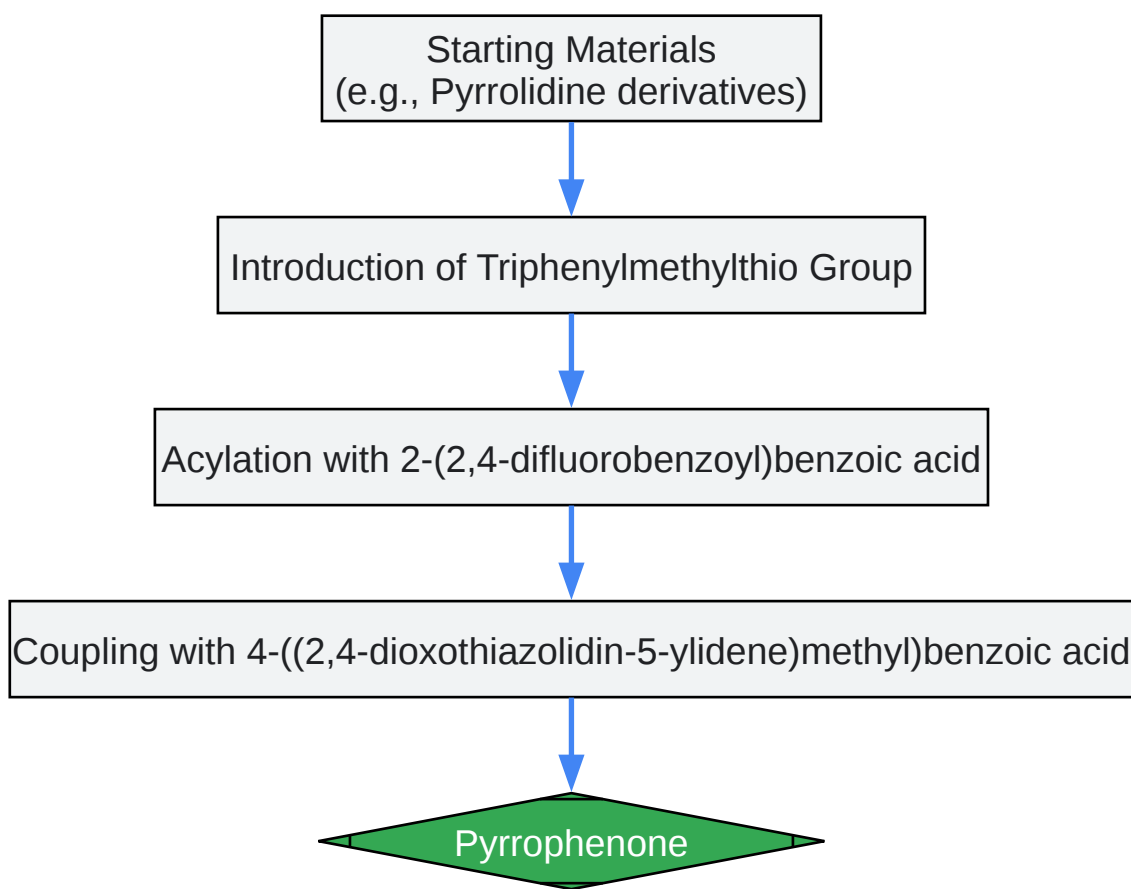 Starting Materials
(e.g., Pyrrolidine derivatives)
Introduction of Triphenylmethylthio Group
Acylation with 2-(2,4-difluorobenzoyl)benzoic acid
Coupling with 4-((2,4-dioxothiazolidin-5-ylidene)methyl)benzoic acid
Pyrrophenone